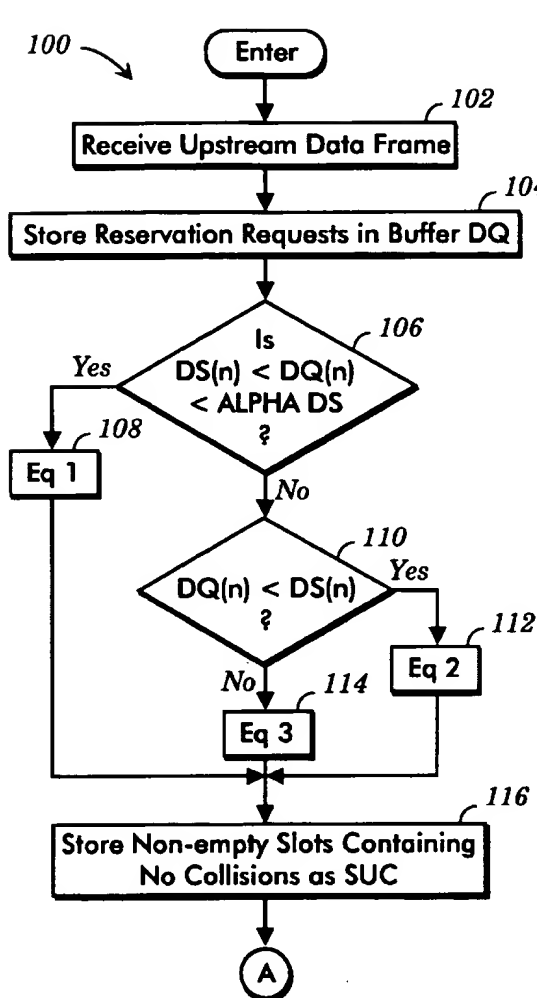 100
Enter
102
Receive Upstream Data Frame
104
Store Reservation Requests in Buffer DQ
106
Is
DS(n) < DQ(n)
< ALPHA DS
?
Yes
108
Eq 1
No
110
DQ(n) < DS(n)
?
Yes
112
Eq 2
No
114
Eq 3
116
Store Non-empty Slots Containing
No Collisions as SUC
A